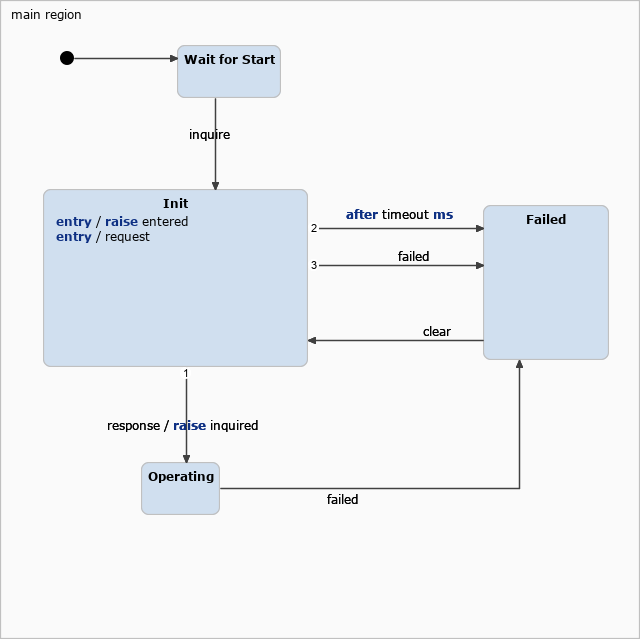 main region
Wait for Start
inquire
Init
entry / raise entered
entry / request
2
after timeout ms
3
failed
clear
Failed
1
response / raise inquired
Operating
failed